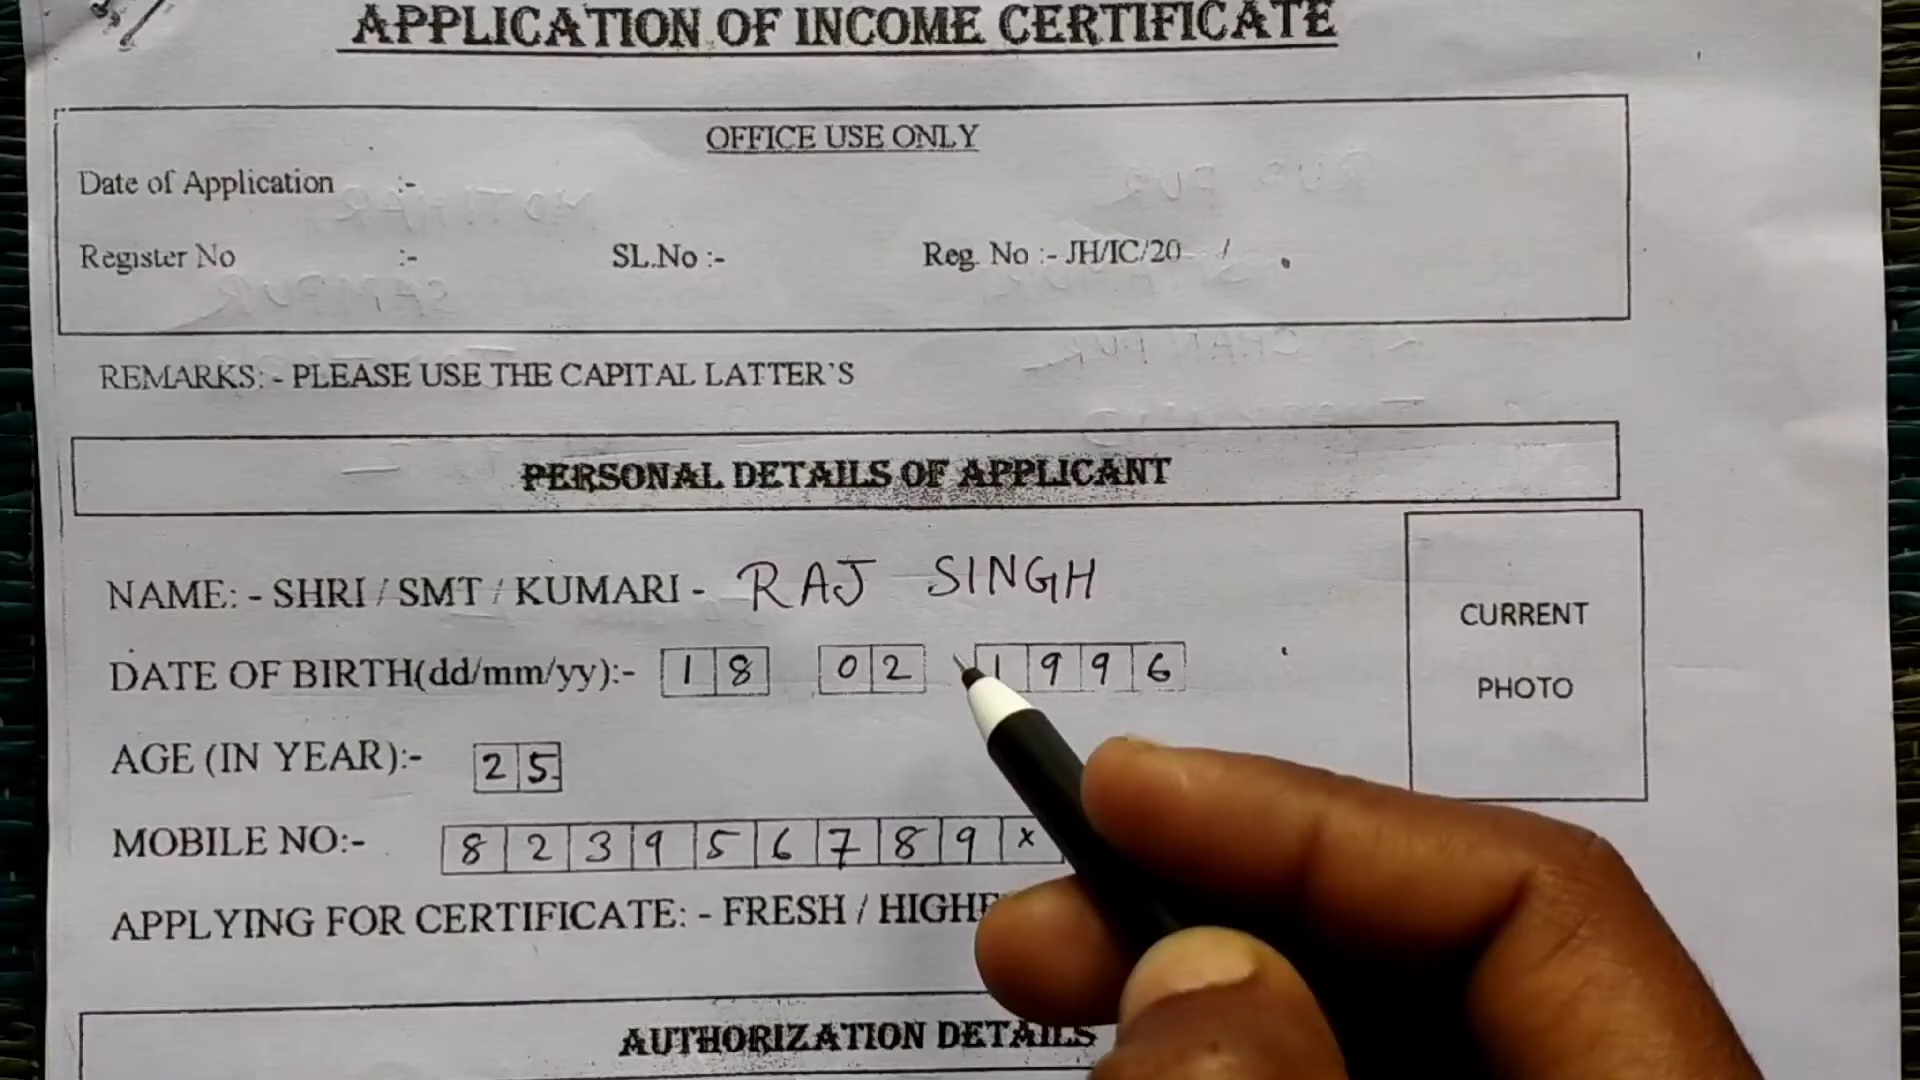 APPLICATION OF INCOME CERTIFICATE
OFFICE USE ONLY
Date of Application :-
Register No :- SL.No :- Reg. No :- JH/IC/20 /
REMARKS: - PLEASE USE THE CAPITAL LATTER'S
PERSONAL DETAILS OF APPLICANT
NAME: - SHRI / SMT / KUMARI - RAJ SINGH
DATE OF BIRTH(dd/mm/yy):- 18 02 1996
CURRENT
PHOTO
AGE (IN YEAR):- 25
MOBILE NO:- 823956789x
APPLYING FOR CERTIFICATE: - FRESH /
AUTHORIZATION DETAILS